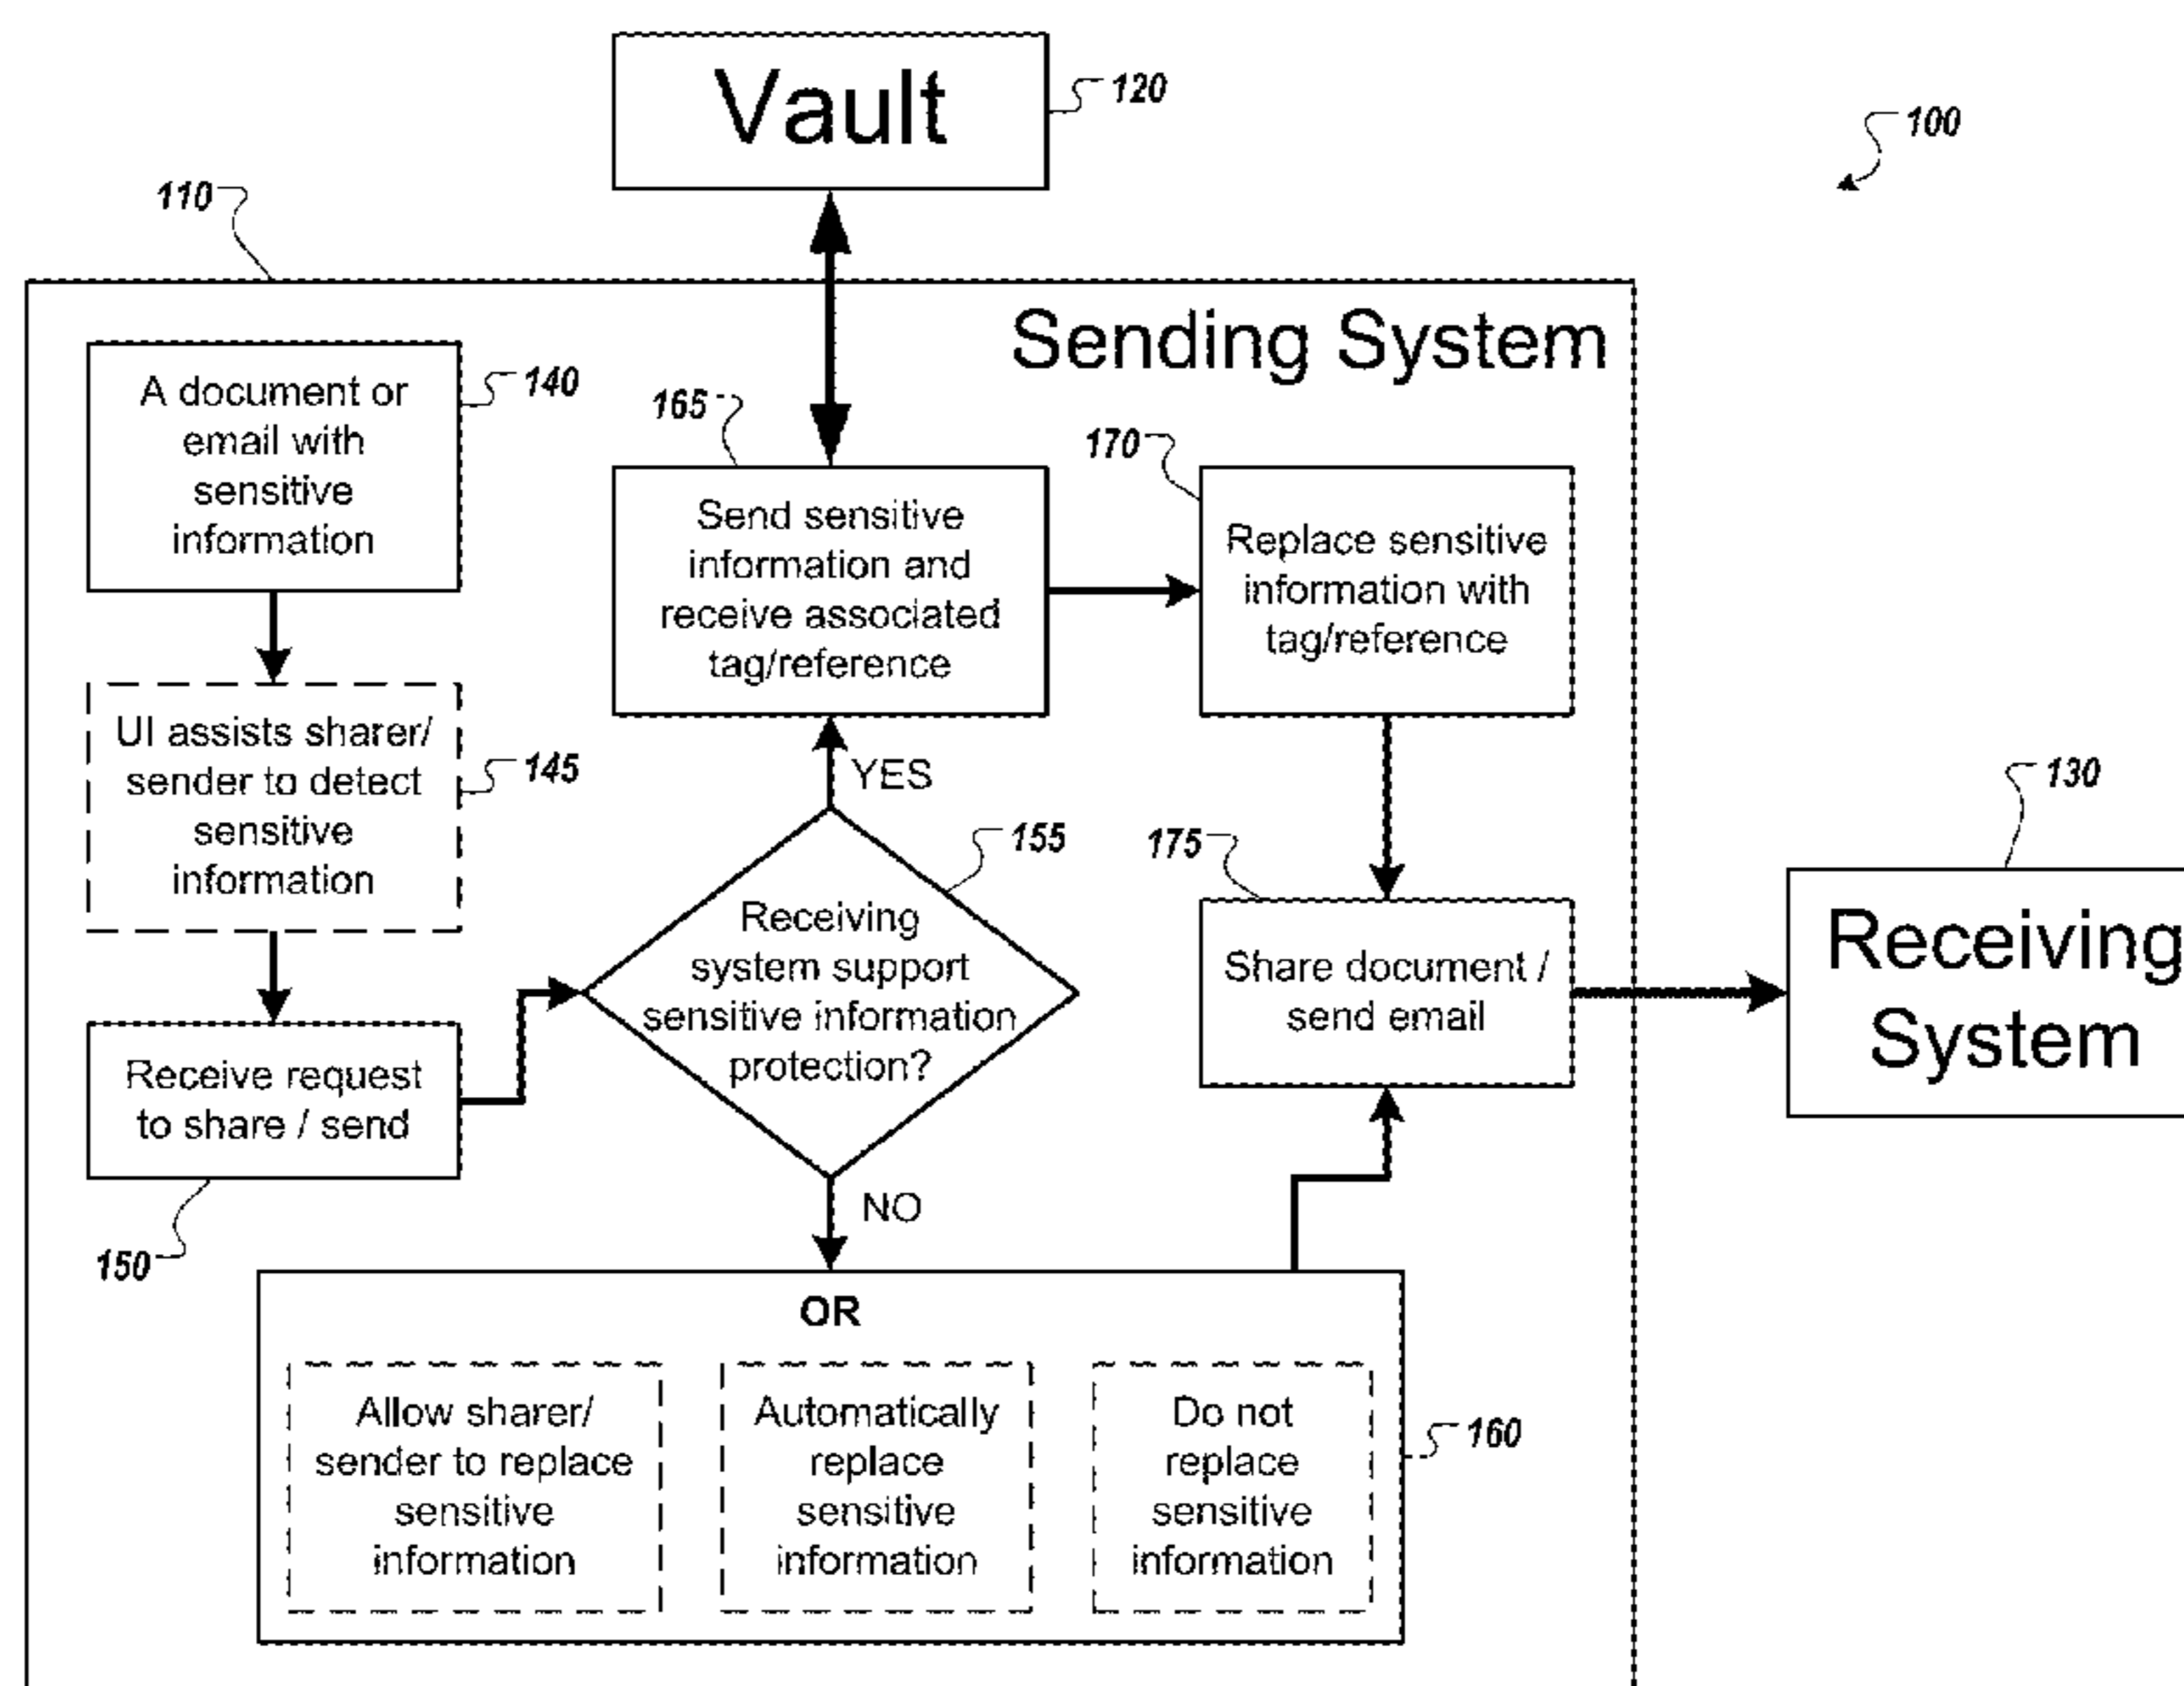 Vault
120
100
110
Sending System
A document or
email with
sensitive
information
140
165
Send sensitive
information and
receive associated
tag/reference
170
Replace sensitive
information with
tag/reference
UI assists sharer/
sender to detect
sensitive
information
145
YES
155
Receiving
system support
sensitive information
protection?
175
Share document /
send email
130
Receiving
System
Receive request
to share / send
150
NO
OR
Allow sharer/
sender to replace
sensitive
information
Automatically
replace
sensitive
information
Do not
replace
sensitive
information
160